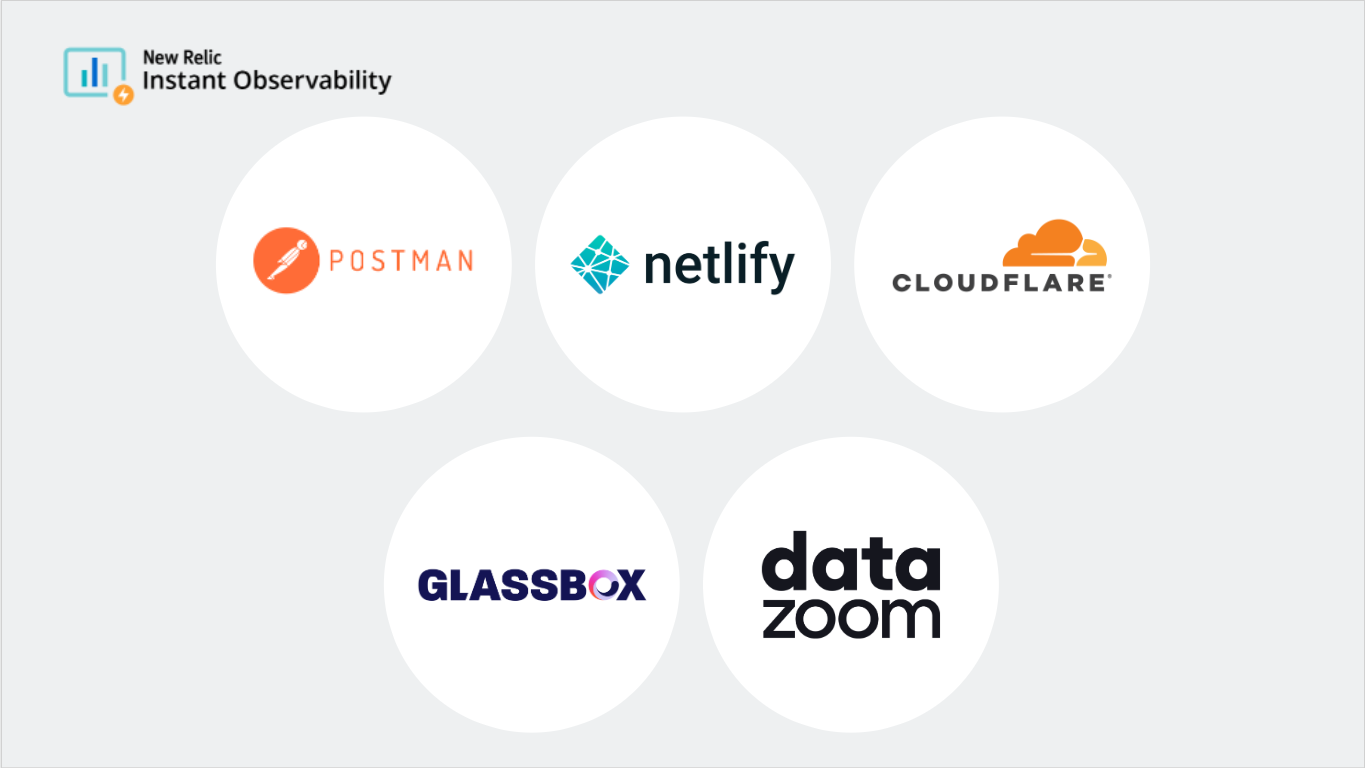 New Relic
Instant Observability
POSTMAN
netlify
CLOUDFLARE®
GLASSBOX
data
zoom